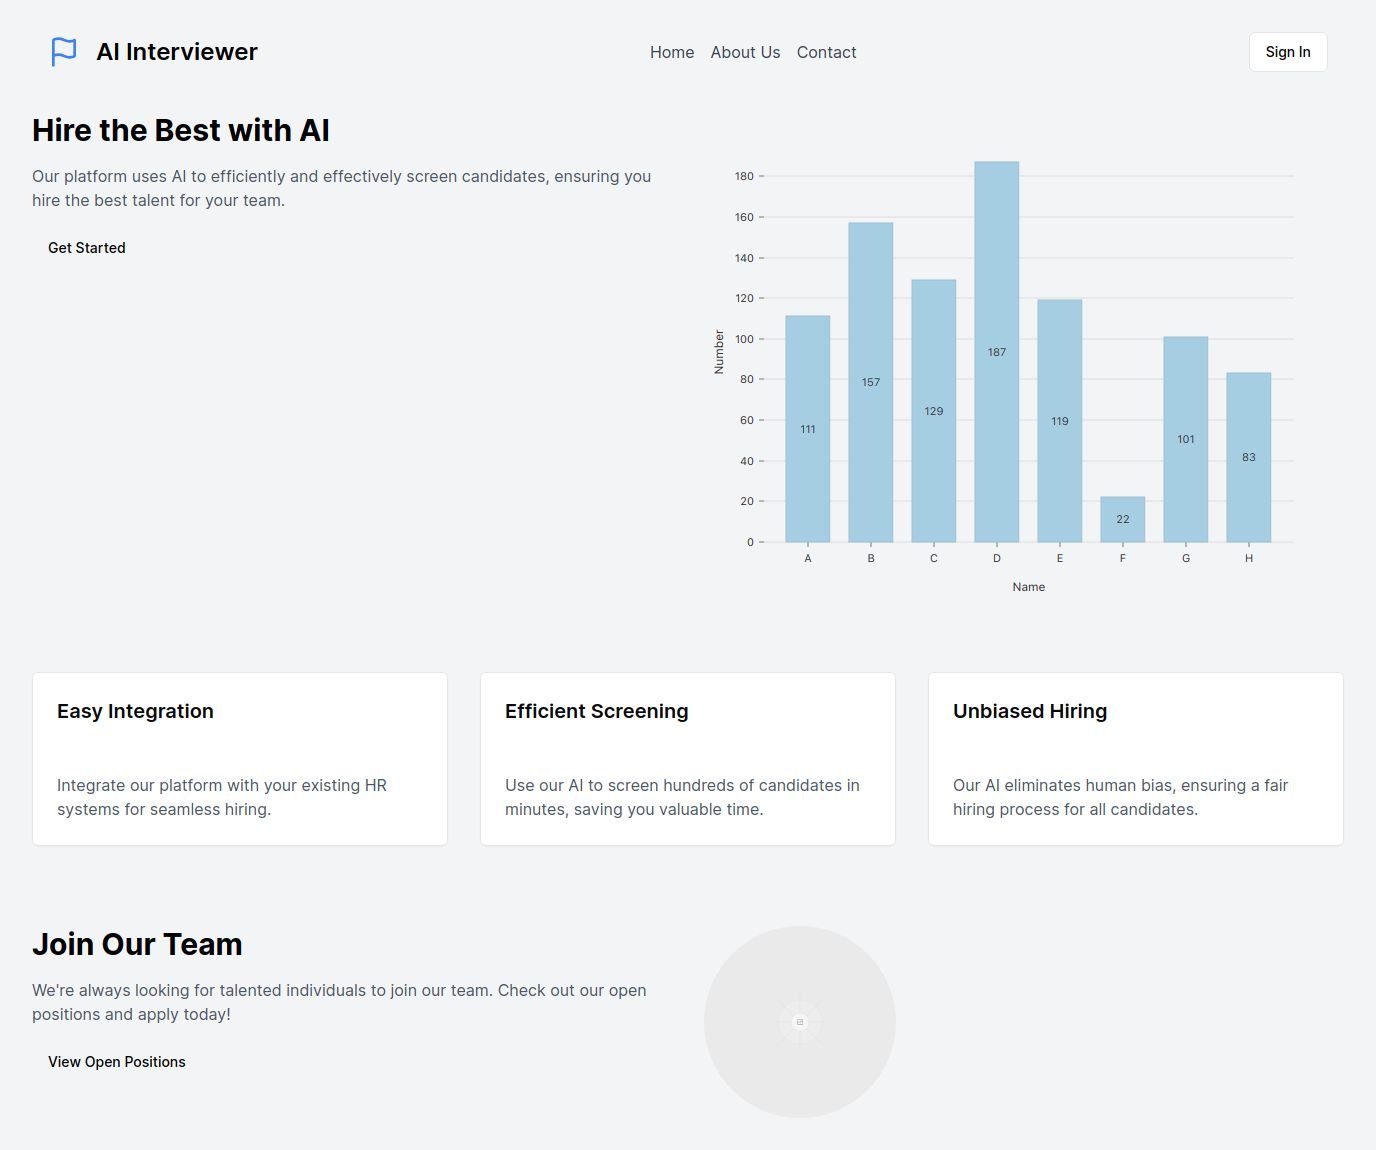 AI Interviewer
Home About Us Contact
Sign In
Hire the Best with AI
Our platform uses AI to efficiently and effectively screen candidates, ensuring you
hire the best talent for your team.
Get Started
180
160
140
120
100
80
60
40
20
0
Number
111
157
129
187
119
22
101
83
A B C D E F G H
Name
Easy Integration
Integrate our platform with your existing HR
systems for seamless hiring.
Efficient Screening
Use our AI to screen hundreds of candidates in
minutes, saving you valuable time.
Unbiased Hiring
Our AI eliminates human bias, ensuring a fair
hiring process for all candidates.
Join Our Team
We're always looking for talented individuals to join our team. Check out our open
positions and apply today!
View Open Positions